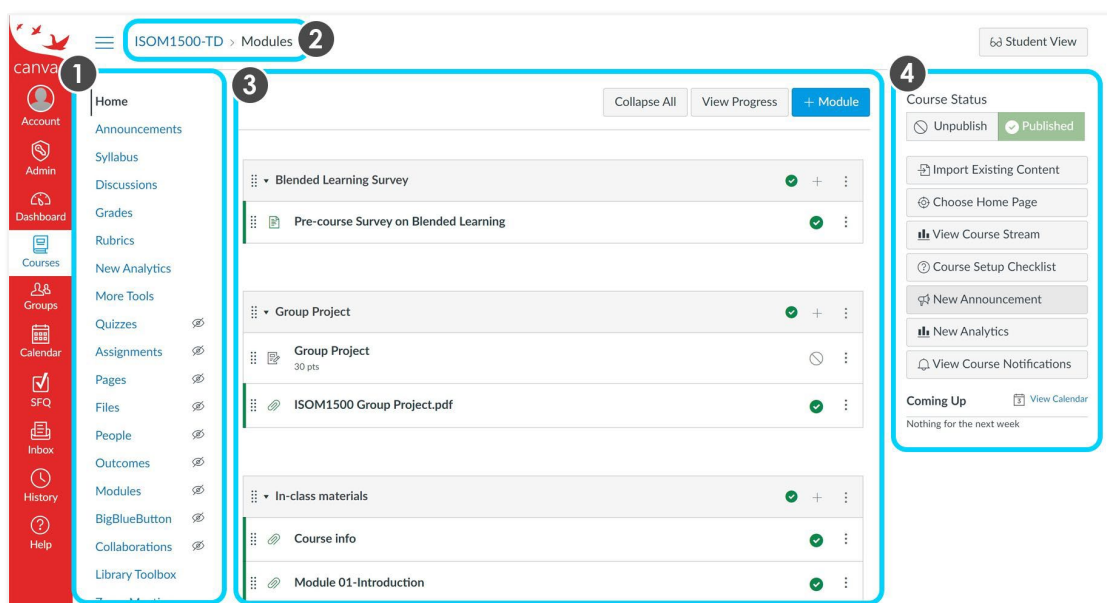 ISOM1500-TD > Modules
2
Student View
canva
1
3
4
Account
Admin
Dashboard
Courses
Groups
Calendar
SFQ
Inbox
History
Help
Home
Announcements
Syllabus
Discussions
Grades
Rubrics
New Analytics
More Tools
Quizzes
Assignments
Pages
Files
People
Outcomes
Modules
BigBlueButton
Collaborations
Library Toolbox
Collapse All
View Progress
+ Module
Blended Learning Survey
Pre-course Survey on Blended Learning
Group Project
Group Project
30 pts
ISOM1500 Group Project.pdf
In-class materials
Course info
Module 01-Introduction
Course Status
Unpublish
Published
Import Existing Content
Choose Home Page
View Course Stream
Course Setup Checklist
New Announcement
New Analytics
View Course Notifications
Coming Up
View Calendar
Nothing for the next week